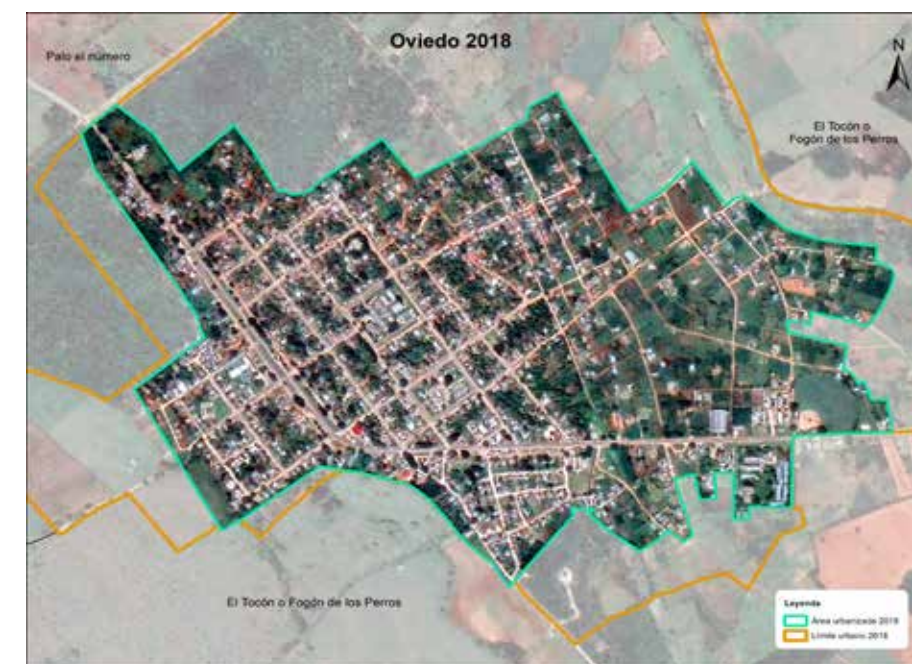 Oviedo 2018
Palo el número
N
El Tocón o
Fogón de los Perros
El Tocón o Fogón de los Perros
Leyenda
Área urbanizada 2018
Límite urbano 2018